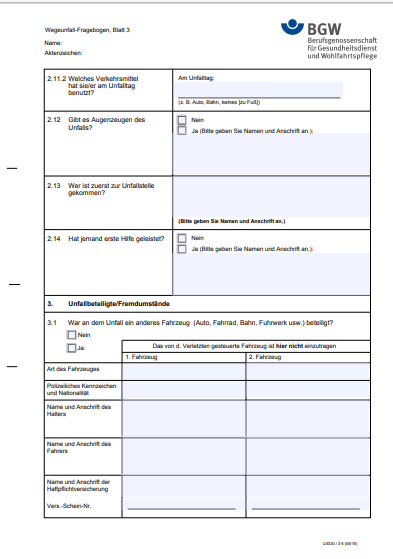 Wegeunfall-Fragebogen, Blatt 3
Name:
Aktenzeichen:
BGW
Berufsgenossenschaft
für Gesundheitsdienst
und Wohlfahrtspflege
2.11.2 Welches Verkehrsmittel
hat sie/er am Unfalltag
benutzt?
Am Unfalltag:
(z. B. Auto, Bahn, keines [zu Fuß])
2.12 Gibt es Augenzeugen des
Unfalls?
Nein
Ja (Bitte geben Sie Namen und Anschrift an.):
2.13 Wer ist zuerst zur Unfallstelle
gekommen?
(Bitte geben Sie Namen und Anschrift an.)
2.14 Hat jemand erste Hilfe geleistet?
Nein
Ja (Bitte geben Sie Namen und Anschrift an.):
3. Unfallbeteiligte/Fremdumstände
3.1 War an dem Unfall ein anderes Fahrzeug (Auto, Fahrrad, Bahn, Fuhrwerk usw.) beteiligt?
Nein
Ja:
Das von d. Verletzten gesteuerte Fahrzeug ist hier nicht einzutragen
1. Fahrzeug 2. Fahrzeug
Art des Fahrzeuges
Polizeiliches Kennzeichen
und Nationalität
Name und Anschrift des
Halters
Name und Anschrift des
Fahrers
Name und Anschrift der
Haftpflichtversicherung
Vers.-Schein-Nr.